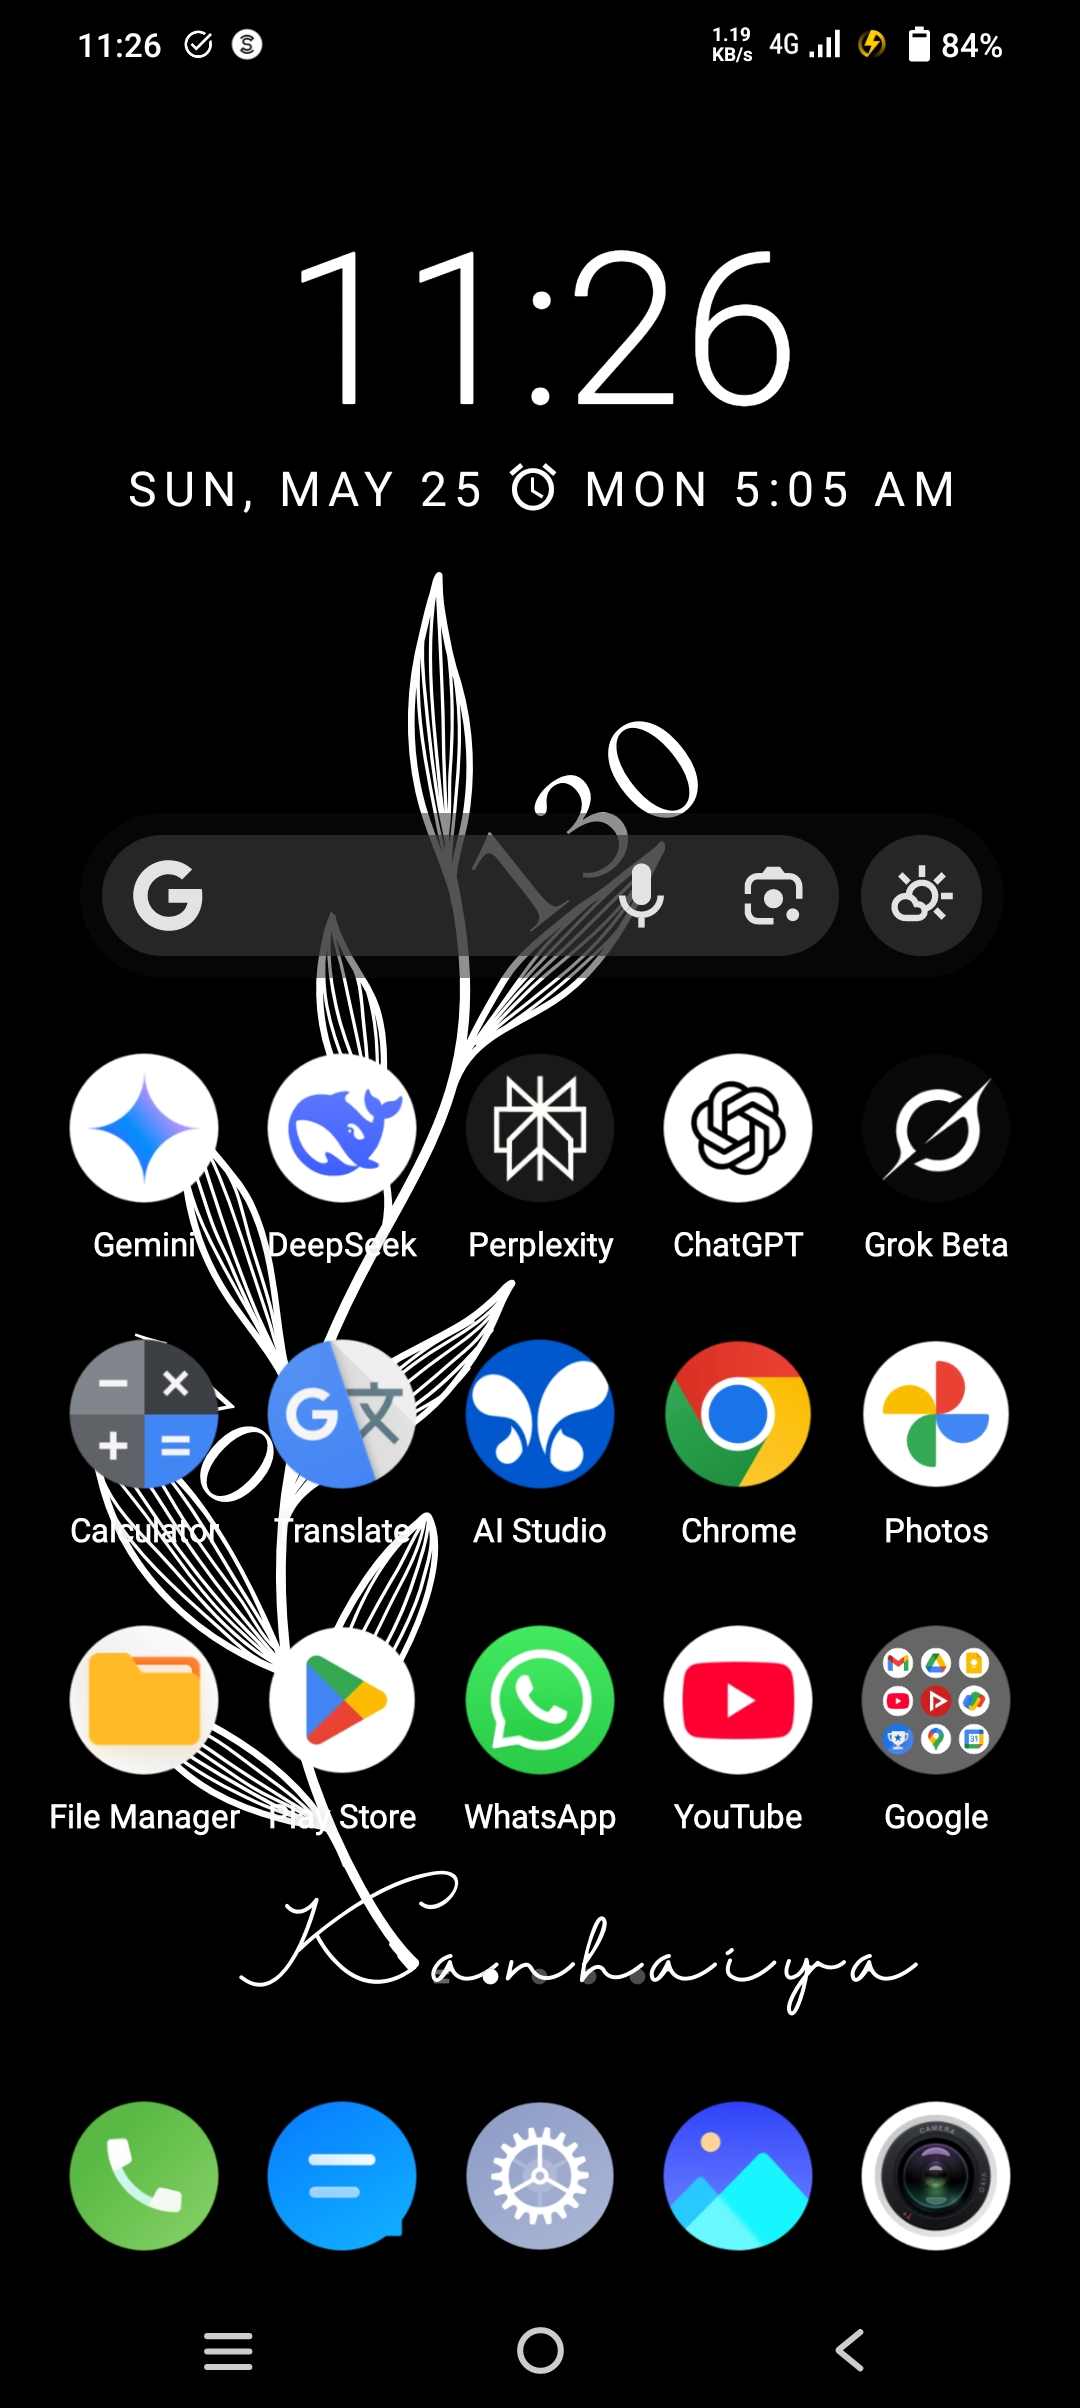 11:26
1.19
KB/s
4G
84%
11:26
SUN, MAY 25 MON 5:05 AM
130
Gemini DeepSeek Perplexity ChatGPT Grok Beta
Calculator Translate AI Studio Chrome Photos
File Manager Play Store WhatsApp YouTube Google
Kanhaiya
CAMERA